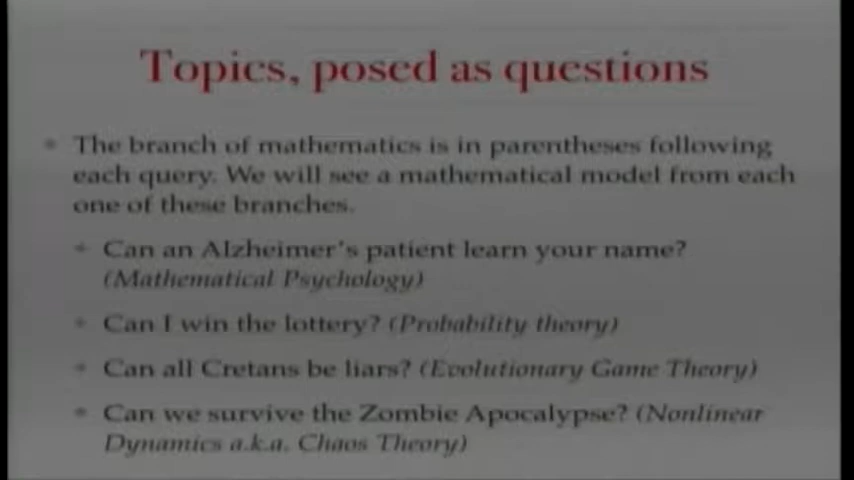 Topics, posed as questions
The branch of mathematics is in parentheses following
each query. We will see a mathematical model from each
one of these branches.
Can an Alzheimer's patient learn your name?
(Mathematical Psychology)
Can I win the lottery? (Probability theory)
Can all Cretans be liars? (Evolutionary Game Theory)
Can we survive the Zombie Apocalypse? (Nonlinear
Dynamics a.k.a. Chaos Theory)